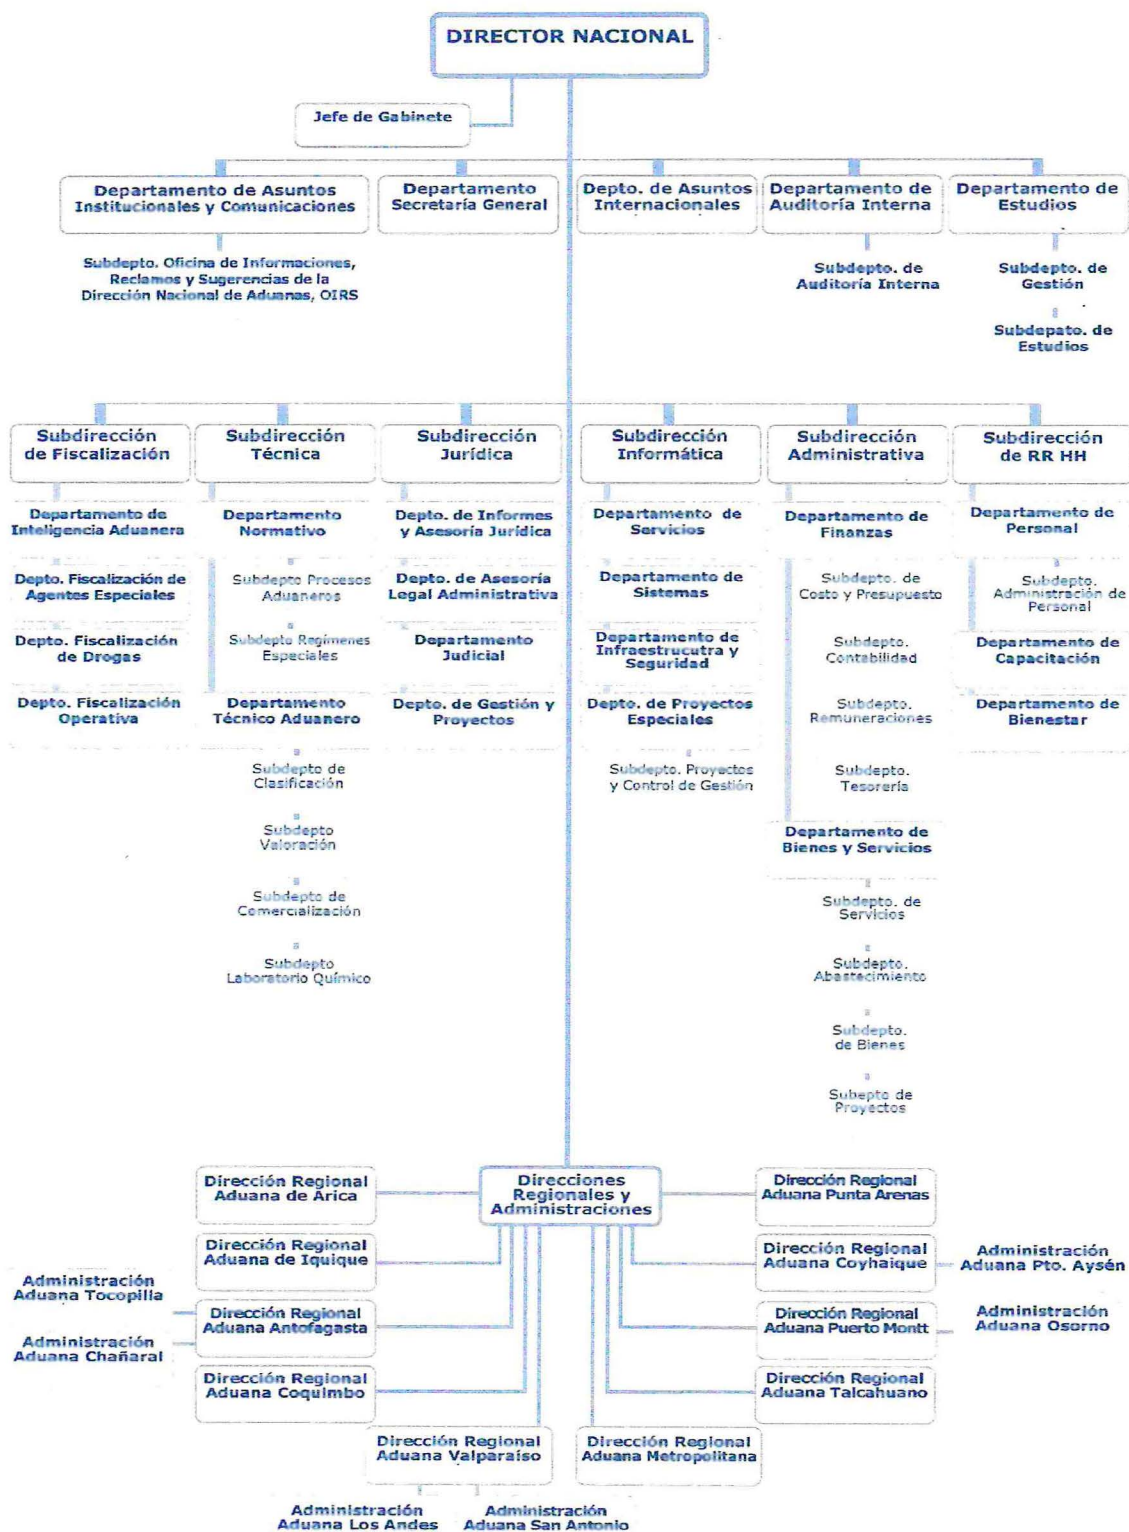 DIRECTOR NACIONAL
Jefe de Gabinete
Departamento de Asuntos
Institucionales y Comunicaciones
Departamento
Secretaría General
Depto. de Asuntos
Internacionales
Departamento de
Auditoría Interna
Departamento de
Estudios
Subdepto. Oficina de Informaciones,
Reclamos y Sugerencias de la
Dirección Nacional de Aduanas, OIRS
Subdepto. de
Auditoría Interna
Subdepto. de
Gestión
Subdepato. de
Estudios
Subdirección
de Fiscalización
Subdirección
Técnica
Subdirección
Jurídica
Subdirección
Informática
Subdirección
Administrativa
Subdirección
de RR HH
Departamento de
Inteligencia Aduanera
Depto. Fiscalización de
Agentes Especiales
Depto. Fiscalización
de Drogas
Depto. Fiscalización
Operativa
Departamento
Normativo
Subdepto Procesos
Aduaneros
Subdepto Regímenes
Especiales
Departamento
Técnico Aduanero
Subdepto de
Clasificación
Subdepto
Valoración
Subdepto de
Comercialización
Subdepto
Laboratorio Químico
Depto. de Informes
y Asesoría Jurídica
Depto. de Asesoría
Legal Administrativa
Departamento
Judicial
Depto. de Gestión y
Proyectos
Departamento de
Servicios
Departamento de
Sistemas
Departamento de
Infraestrucutra y
Seguridad
Depto. de Proyectos
Especiales
Subdepto. Proyectos
y Control de Gestión
Departamento de
Finanzas
Subdepto. de
Costo y Presupuesto
Subdepto.
Contabilidad
Subdepto.
Remuneraciones
Subdepto.
Tesorería
Departamento de
Bienes y Servicios
Subdepto. de
Servicios
Subdepto.
Abastecimiento
Subdepto.
de Bienes
Subepto de
Proyectos
Departamento de
Personal
Subdepto.
Administración de
Personal
Departamento de
Capacitación
Departamento de
Bienestar
Direcciones
Regionales y
Administraciones
Dirección Regional
Aduana de Arica
Dirección Regional
Aduana de Iquique
Administración
Aduana Tocopilla
Dirección Regional
Aduana Antofagasta
Administración
Aduana Chañaral
Dirección Regional
Aduana Coquimbo
Dirección Regional
Aduana Valparaíso
Administración
Aduana Los Andes
Administración
Aduana San Antonio
Dirección Regional
Aduana Metropolitana
Dirección Regional
Aduana Punta Arenas
Dirección Regional
Aduana Coyhaique
Administración
Aduana Pto. Aysén
Dirección Regional
Aduana Puerto Montt
Administración
Aduana Osorno
Dirección Regional
Aduana Talcahuano